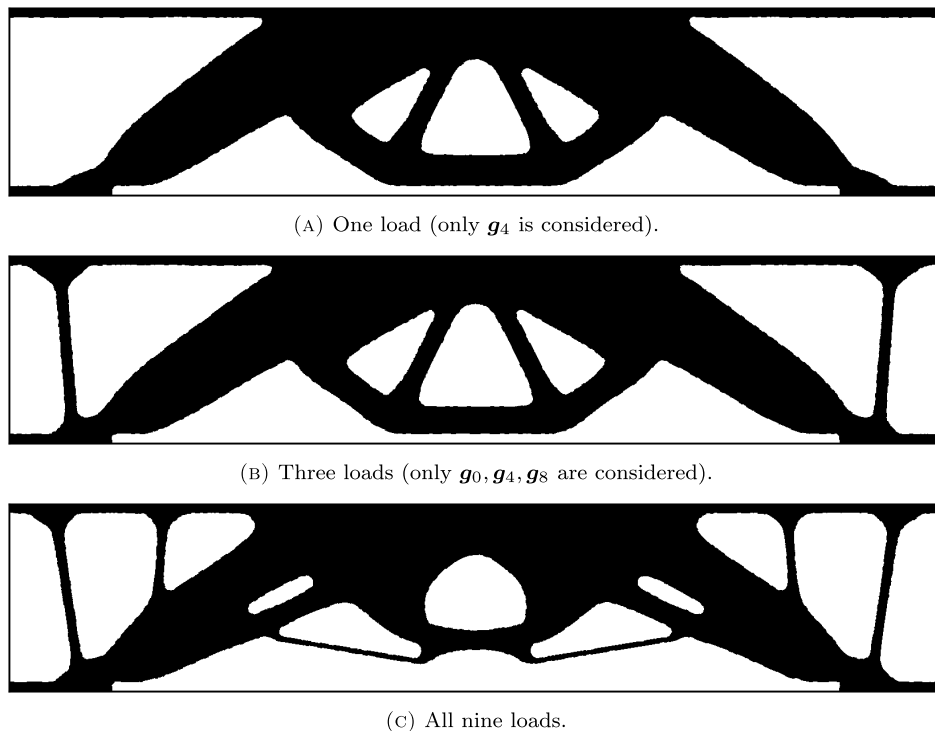 (A) One load (only g₄ is considered).
(B) Three loads (only g₀, g₄, g₈ are considered).
(C) All nine loads.